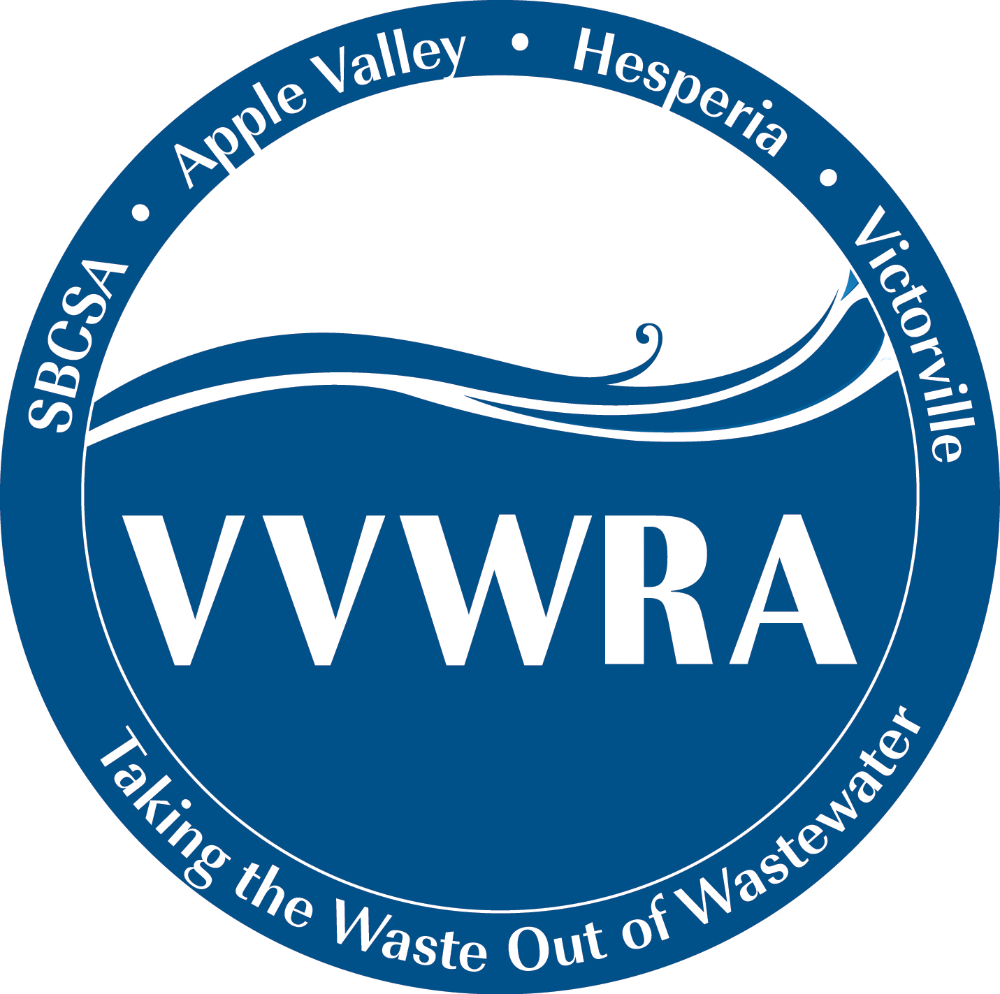 SBCSA • Apple Valley • Hesperia • Victorville
VVWRA
Taking the Waste Out of Wastewater